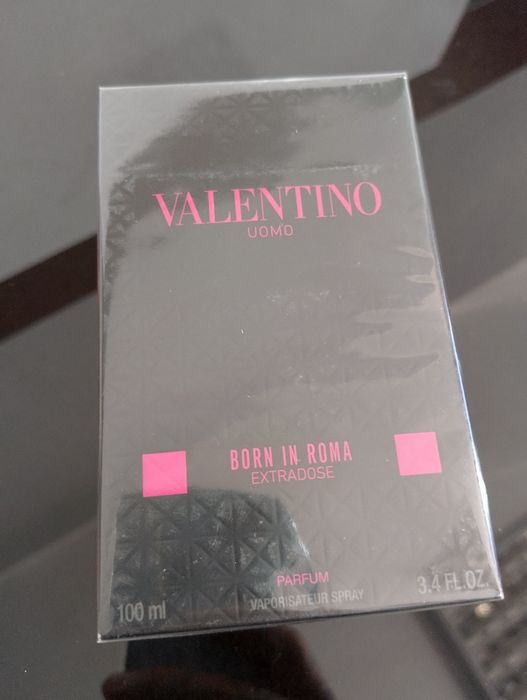 VALENTINO
UOMO
BORN IN ROMA
EXTRADOSE
PARFUM
100 ml VAPORISATEUR SPRAY 3.4 FL.OZ.